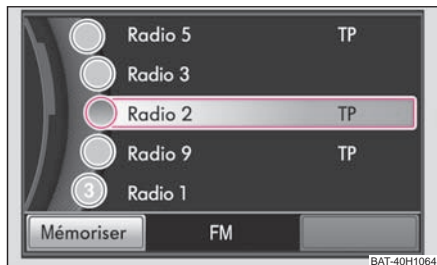 Radio 5 TP
Radio 3
Radio 2 TP
Radio 9 TP
3 Radio 1
Mémoriser FM
BAT-40H1064